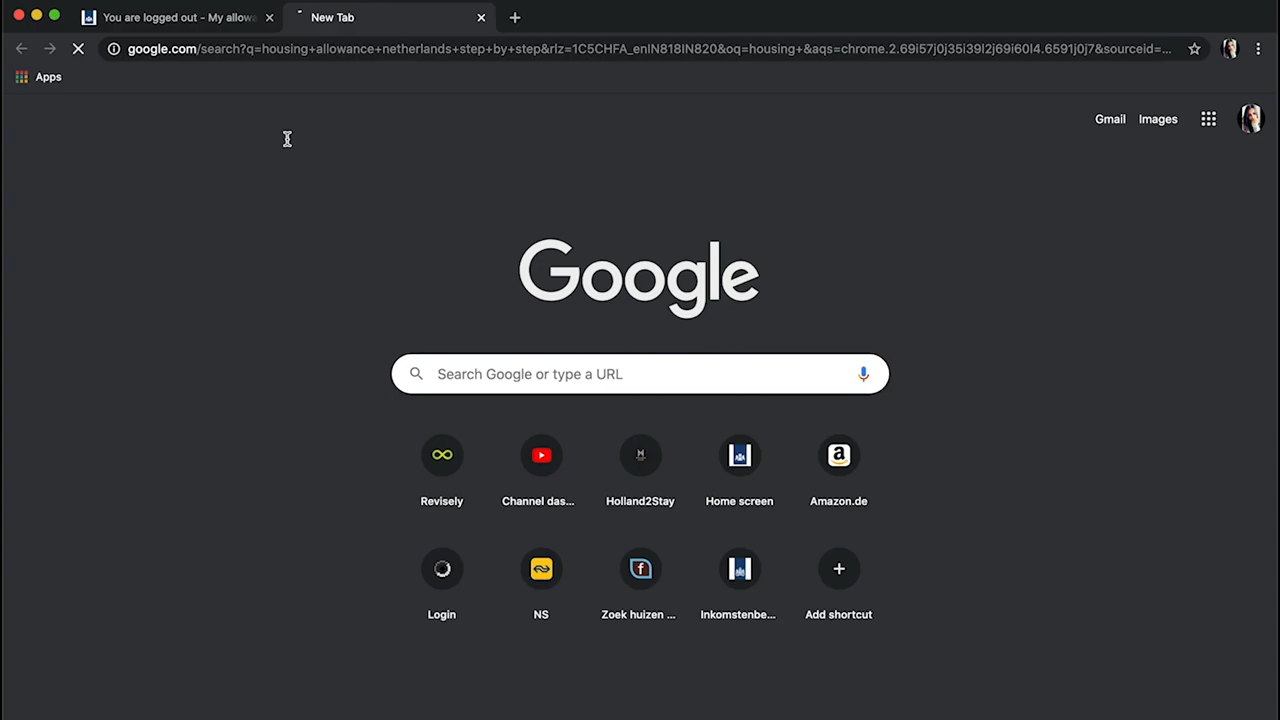 You are logged out - My allowa
New Tab
google.com/search?q=housing+allowance+netherlands+step+by+step&rlz=1C5CHFA_enIN818IN820&oq=housing+&aqs=chrome.2.69i57j0j35i39l2j69i60l4.6591j0j7&sourceid=...
Apps
Gmail Images
Google
Search Google or type a URL
Revisely
Channel das...
Holland2Stay
Home screen
Amazon.de
Login
NS
Zoek huizen ...
Inkomstenbe...
Add shortcut